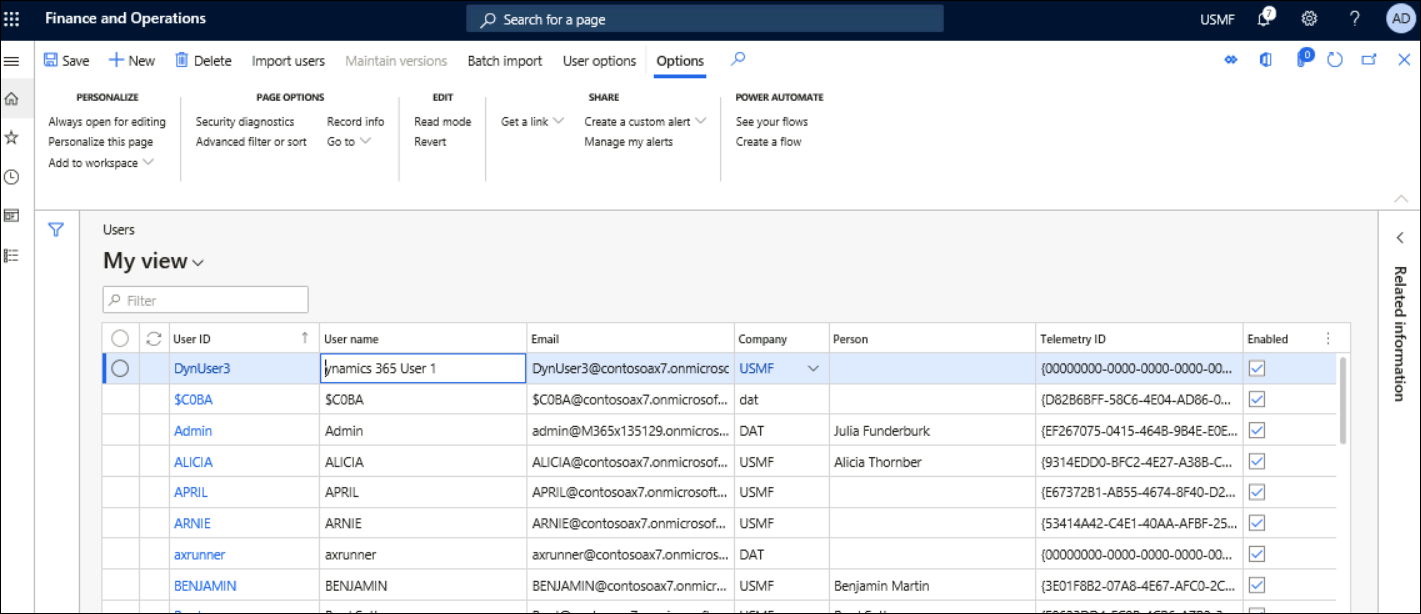 Finance and Operations
Search for a page
USMF
7
?
AD
Save New Delete Import users Maintain versions Batch import User options Options
0
PERSONALIZE
Always open for editing
Personalize this page
Add to workspace
PAGE OPTIONS
Security diagnostics Record info
Advanced filter or sort Go to
EDIT
Read mode
Revert
SHARE
Get a link Create a custom alert
Manage my alerts
POWER AUTOMATE
See your flows
Create a flow
Users
My view
Filter
User ID User name Email Company Person Telemetry ID Enabled
DynUser3 ynamics 365 User 1 DynUser3@contosoax7.onmicrosc USMF {00000000-0000-0000-0000-00...
$C0BA $C0BA $C0BA@contosoax7.onmicrosof... dat {D82B6BFF-58C6-4E04-AD86-0...
Admin Admin admin@M365x135129.onmicros... DAT Julia Funderburk {EF267075-0415-464B-9B4E-E0E...
ALICIA ALICIA ALICIA@contosoax7.onmicrosof... USMF Alicia Thornber {9314EDD0-BFC2-4E27-A38B-C...
APRIL APRIL APRIL@contosoax7.onmicrosoft... USMF {E67372B1-AB55-4674-8F40-D2...
ARNIE ARNIE ARNIE@contosoax7.onmicrosof... USMF {53414A42-C4E1-40AA-AFBF-25...
axrunner axrunner axrunner@contosoax7.onmicros... DAT {00000000-0000-0000-0000-00...
BENJAMIN BENJAMIN BENJAMIN@contosoax7.onmicr... USMF Benjamin Martin {3E01F8B2-07A8-4E67-AFC0-2C...
Related information